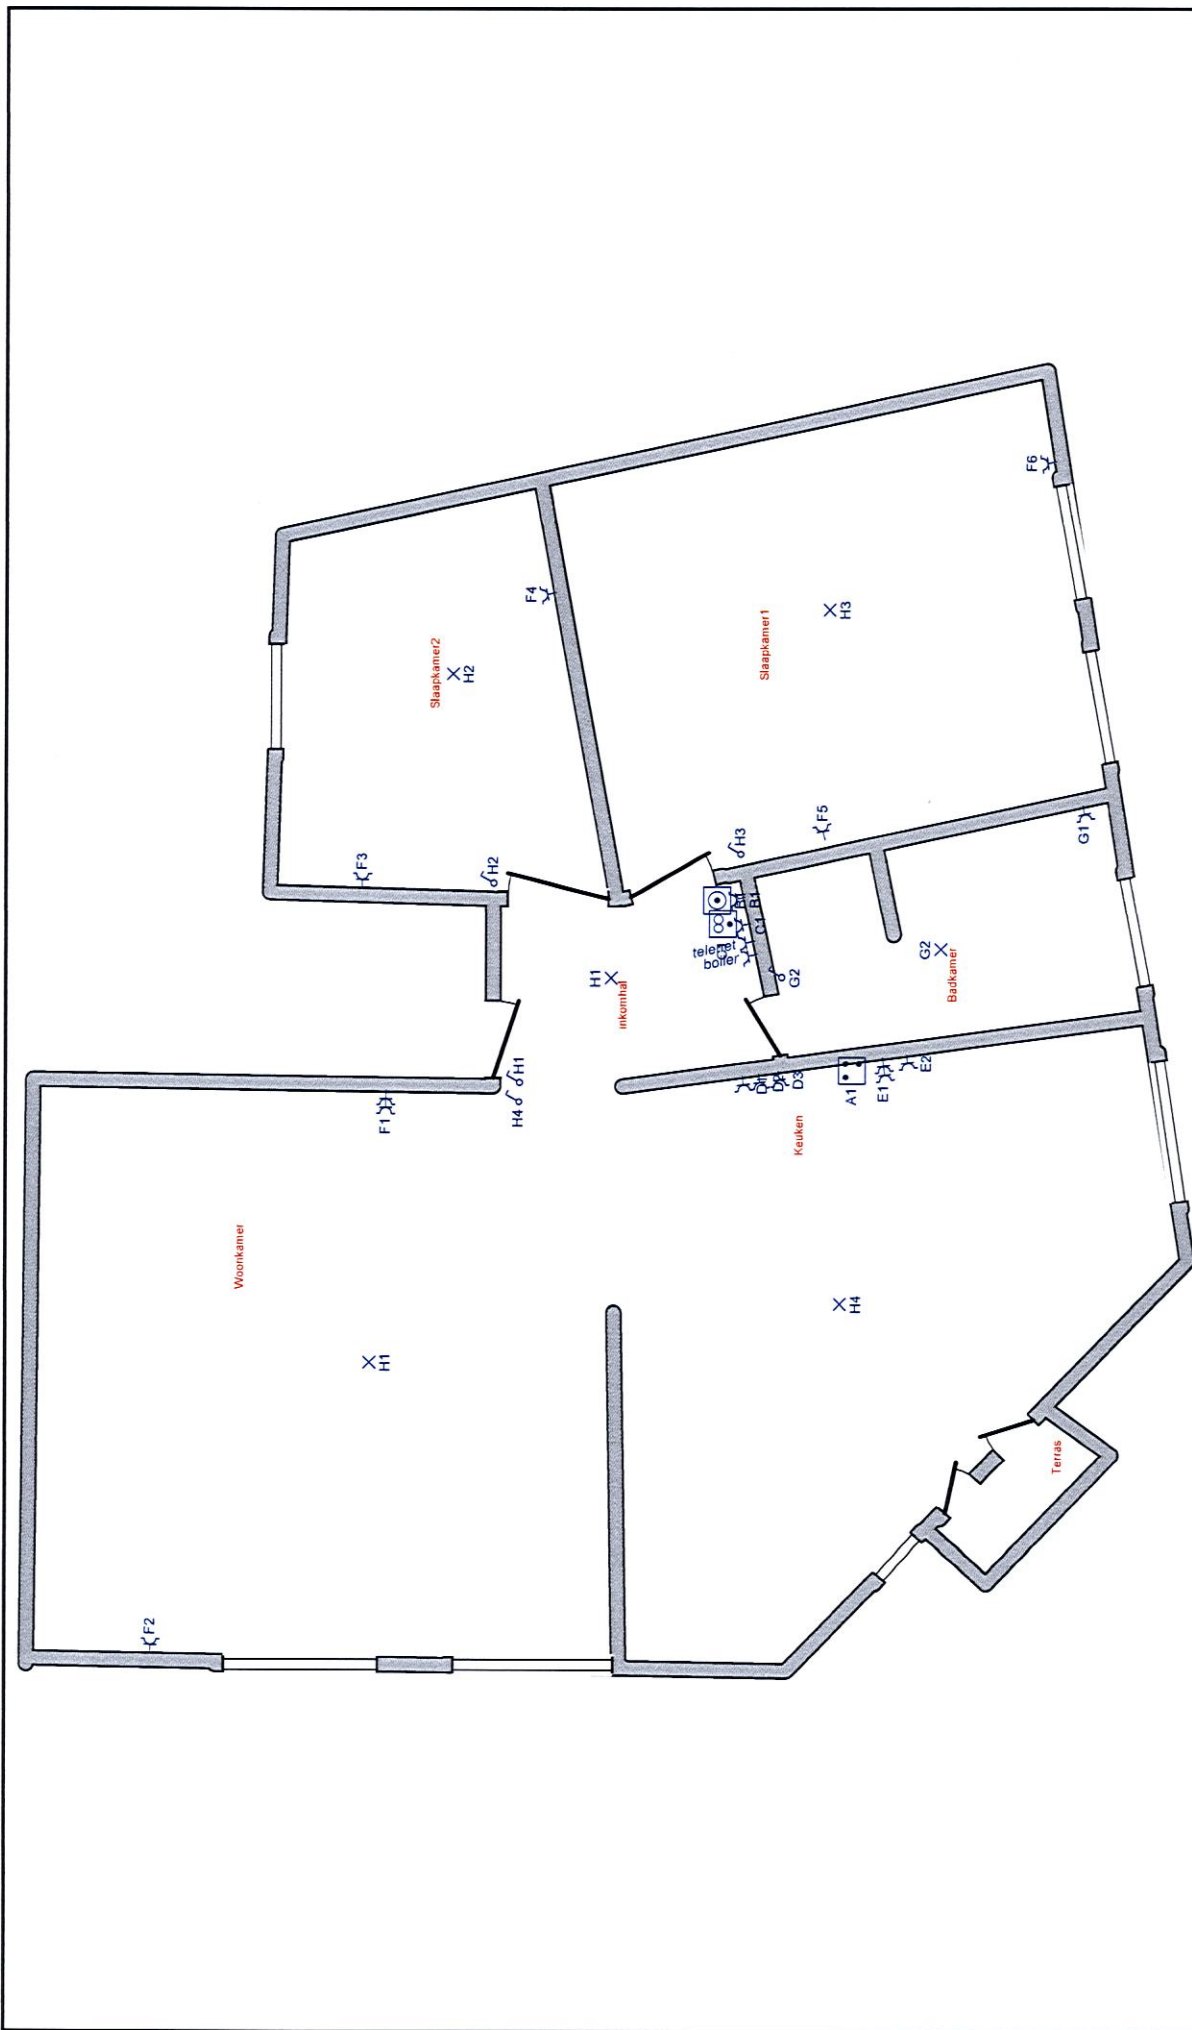 F2
Woonkamer
H1
F1
H4
H1
F3
H2
Slaapkamer2
H2
F4
H1
inkomhal
telenet
boiler
C1
B1
H3
F5
Slaapkamer1
H3
F6
G1
G2
G2
Badkamer
D3
A1
E1
E2
Keuken
H4
Terras